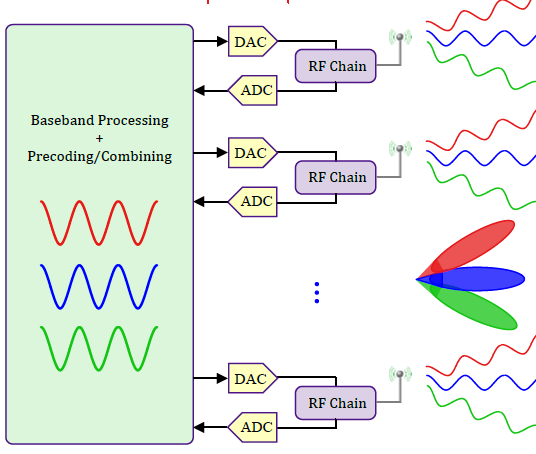 DAC
RF Chain
ADC
Baseband Processing
+
Precoding/Combining
DAC
RF Chain
ADC
DAC
RF Chain
ADC